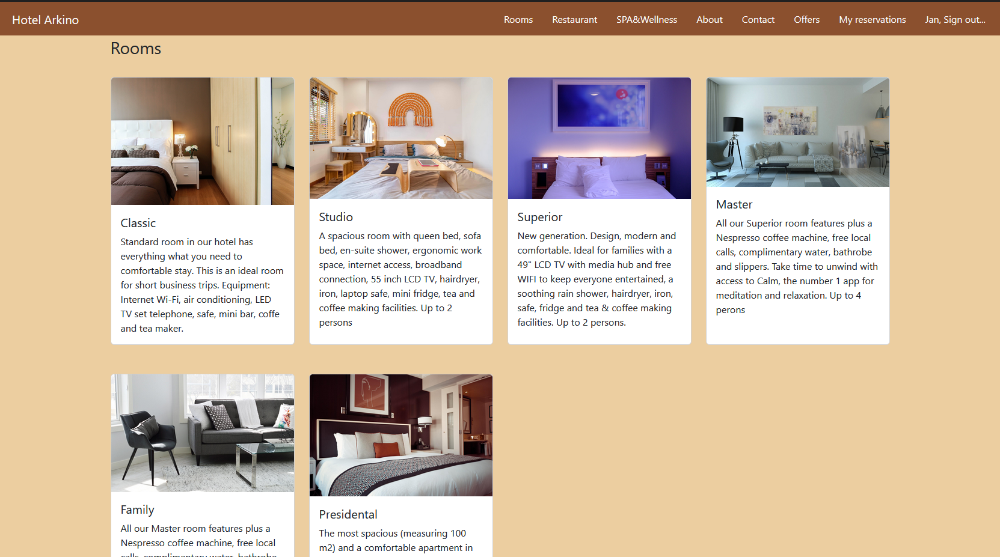 Hotel Arkino
Rooms
Restaurant
SPA&Wellness
About
Contact
Offers
My reservations
Jan, Sign out...
Rooms
Classic
Standard room in our hotel has
everything what you need to
comfortable stay. This is an ideal room
for short business trips. Equipment:
Internet Wi-Fi, air conditioning, LED
TV set telephone, safe, mini bar, coffe
and tea maker.
Studio
A spacious room with queen bed, sofa
bed, en-suite shower, ergonomic work
space, internet access, broadband
connection, 55 inch LCD TV, hairdryer,
iron, laptop safe, mini fridge, tea and
coffee making facilities. Up to 2
persons
Superior
New generation. Design, modern and
comfortable. Ideal for families with a
49" LCD TV with media hub and free
WIFI to keep everyone entertained, a
soothing rain shower, hairdryer, iron,
safe, fridge and tea & coffee making
facilities. Up to 2 persons.
Master
All our Superior room features plus a
Nespresso coffee machine, free local
calls, complimentary water, bathrobe
and slippers. Take time to unwind with
access to Calm, the number 1 app for
meditation and relaxation. Up to 4
perons
Family
All our Master room features plus a
Nespresso coffee machine, free local
calls, complimentary water, bathrobe
Presidental
The most spacious (measuring 100
m2) and a comfortable apartment in